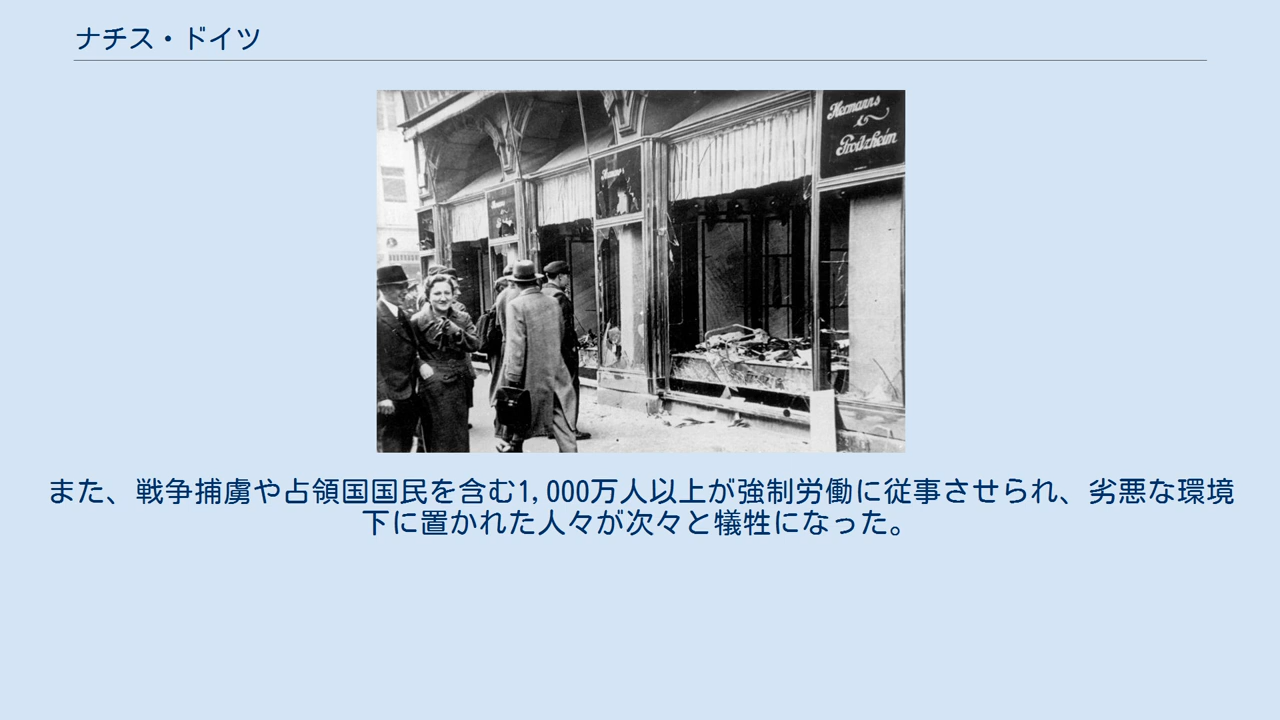 ナチス・ドイツ
Hermanns
&
Froitzheim
また、戦争捕虜や占領国国民を含む1,000万人以上が強制労働に従事させられ、劣悪な環境
下に置かれた人々が次々と犠牲になった。